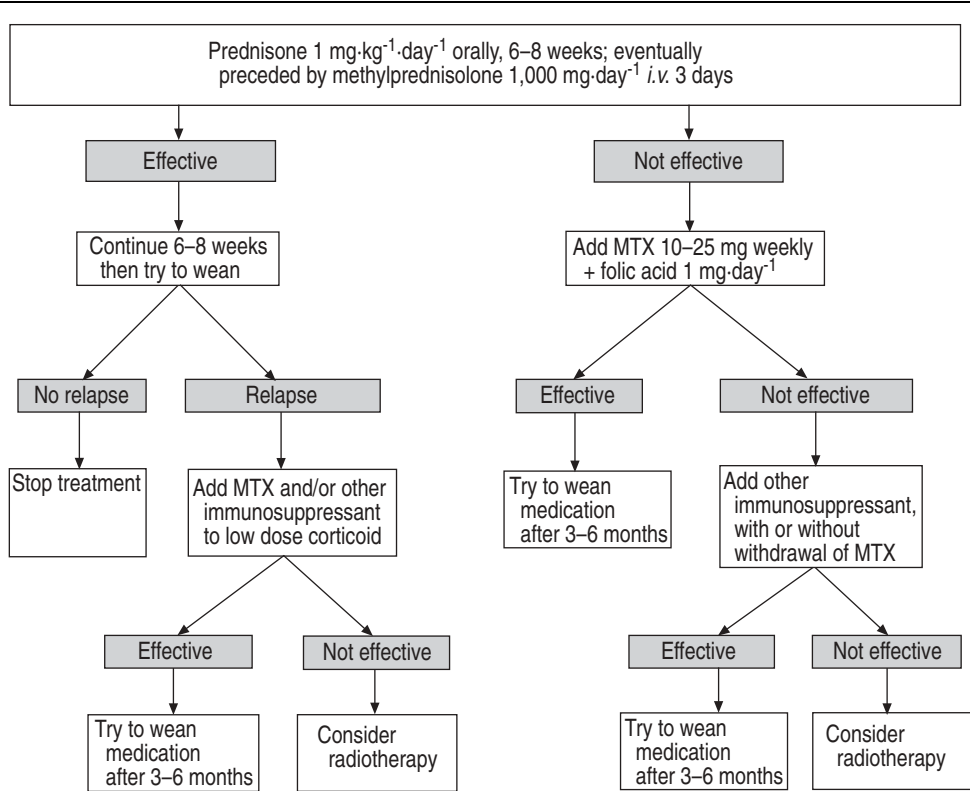 Prednisone 1 mg·kg⁻¹·day⁻¹ orally, 6–8 weeks; eventually
preceded by methylprednisolone 1,000 mg·day⁻¹ i.v. 3 days
Effective
Not effective
Continue 6–8 weeks
then try to wean
Add MTX 10–25 mg weekly
+ folic acid 1 mg·day⁻¹
No relapse
Relapse
Effective
Not effective
Stop treatment
Add MTX and/or other
immunosuppressant
to low dose corticoid
Try to wean
medication
after 3–6 months
Add other
immunosuppressant,
with or without
withdrawal of MTX
Effective
Not effective
Effective
Not effective
Try to wean
medication
after 3–6 months
Consider
radiotherapy
Try to wean
medication
after 3–6 months
Consider
radiotherapy